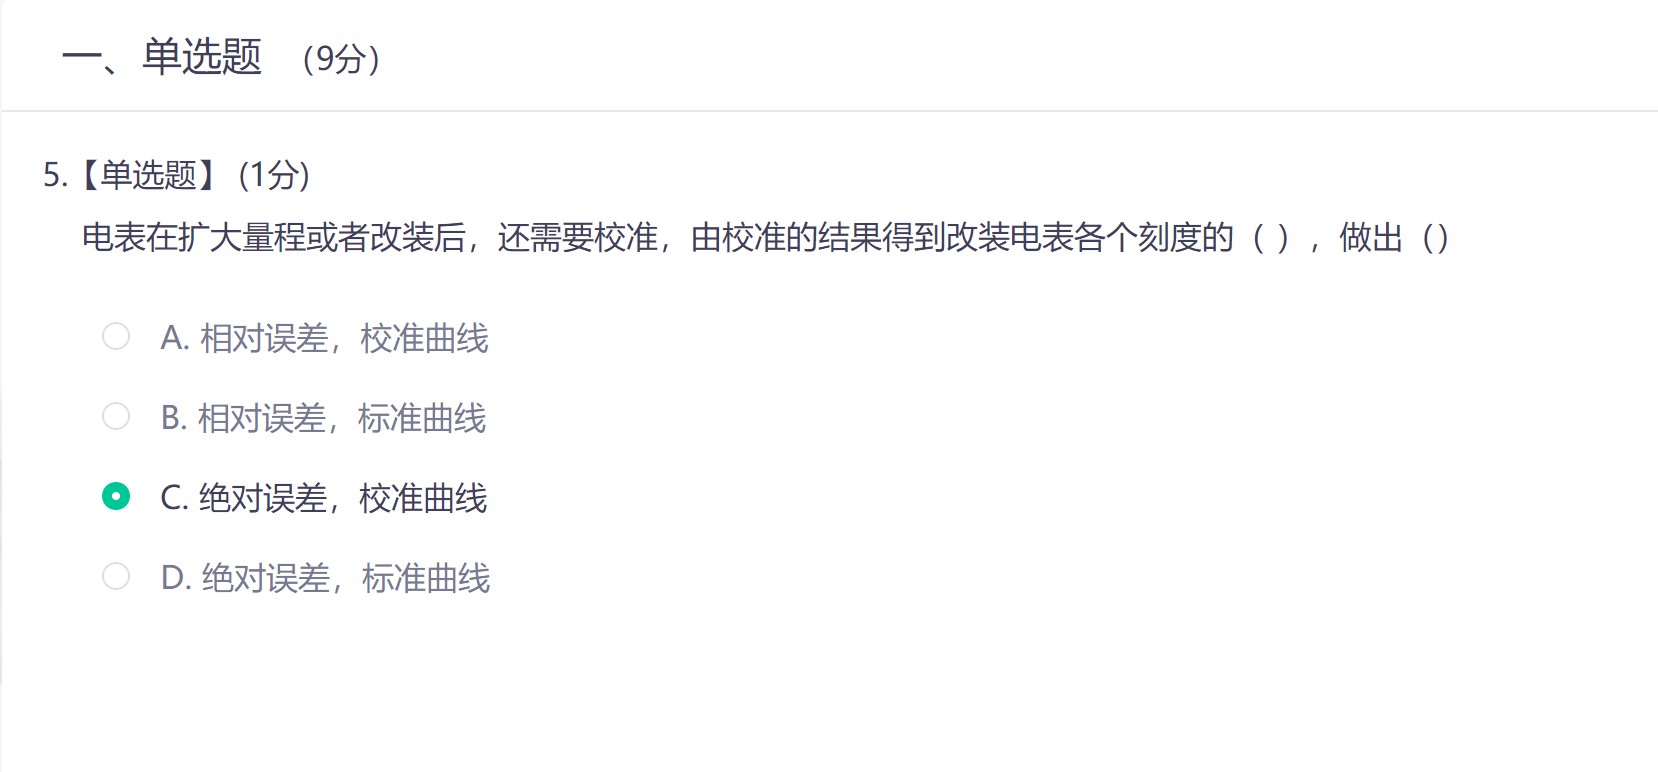 一、单选题 （9分）
5.【单选题】 (1分)
电表在扩大量程或者改装后，还需要校准，由校准的结果得到改装电表各个刻度的（ ），做出（）
A. 相对误差，校准曲线
B. 相对误差，标准曲线
C. 绝对误差，校准曲线
D. 绝对误差，标准曲线